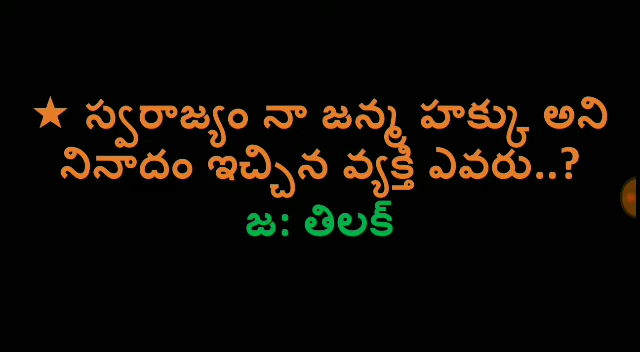 ★ స్వరాజ్యం నా జన్మ హక్కు అని
నినాదం ఇచ్చిన వ్యక్తి ఎవరు..?
జ: తిలక్